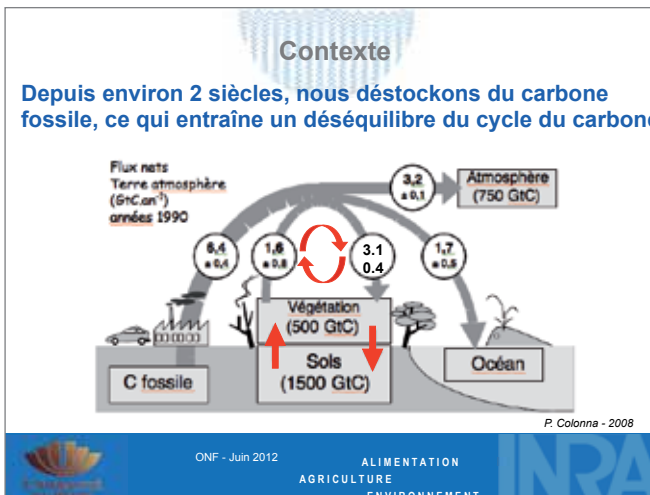 Contexte
Depuis environ 2 siècles, nous déstockons du carbone
fossile, ce qui entraîne un déséquilibre du cycle du carbone
Flux nets
Terre atmosphère
(GtC.an⁻¹)
années 1990
3,2
±0,1
Atmosphère
(750 GtC)
6,4
±0,4
1,6
±0,8
3.1
0.4
1,7
±0,5
Végétation
(500 GtC)
Sols
(1500 GtC)
C fossile
Océan
P. Colonna - 2008
ONF - Juin 2012
ALIMENTATION
AGRICULTURE
ENVIRONNEMENT
INRA